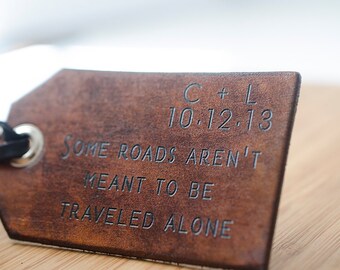 C + L
10.12.13
SOME ROADS AREN'T
MEANT TO BE
TRAVELED ALONE